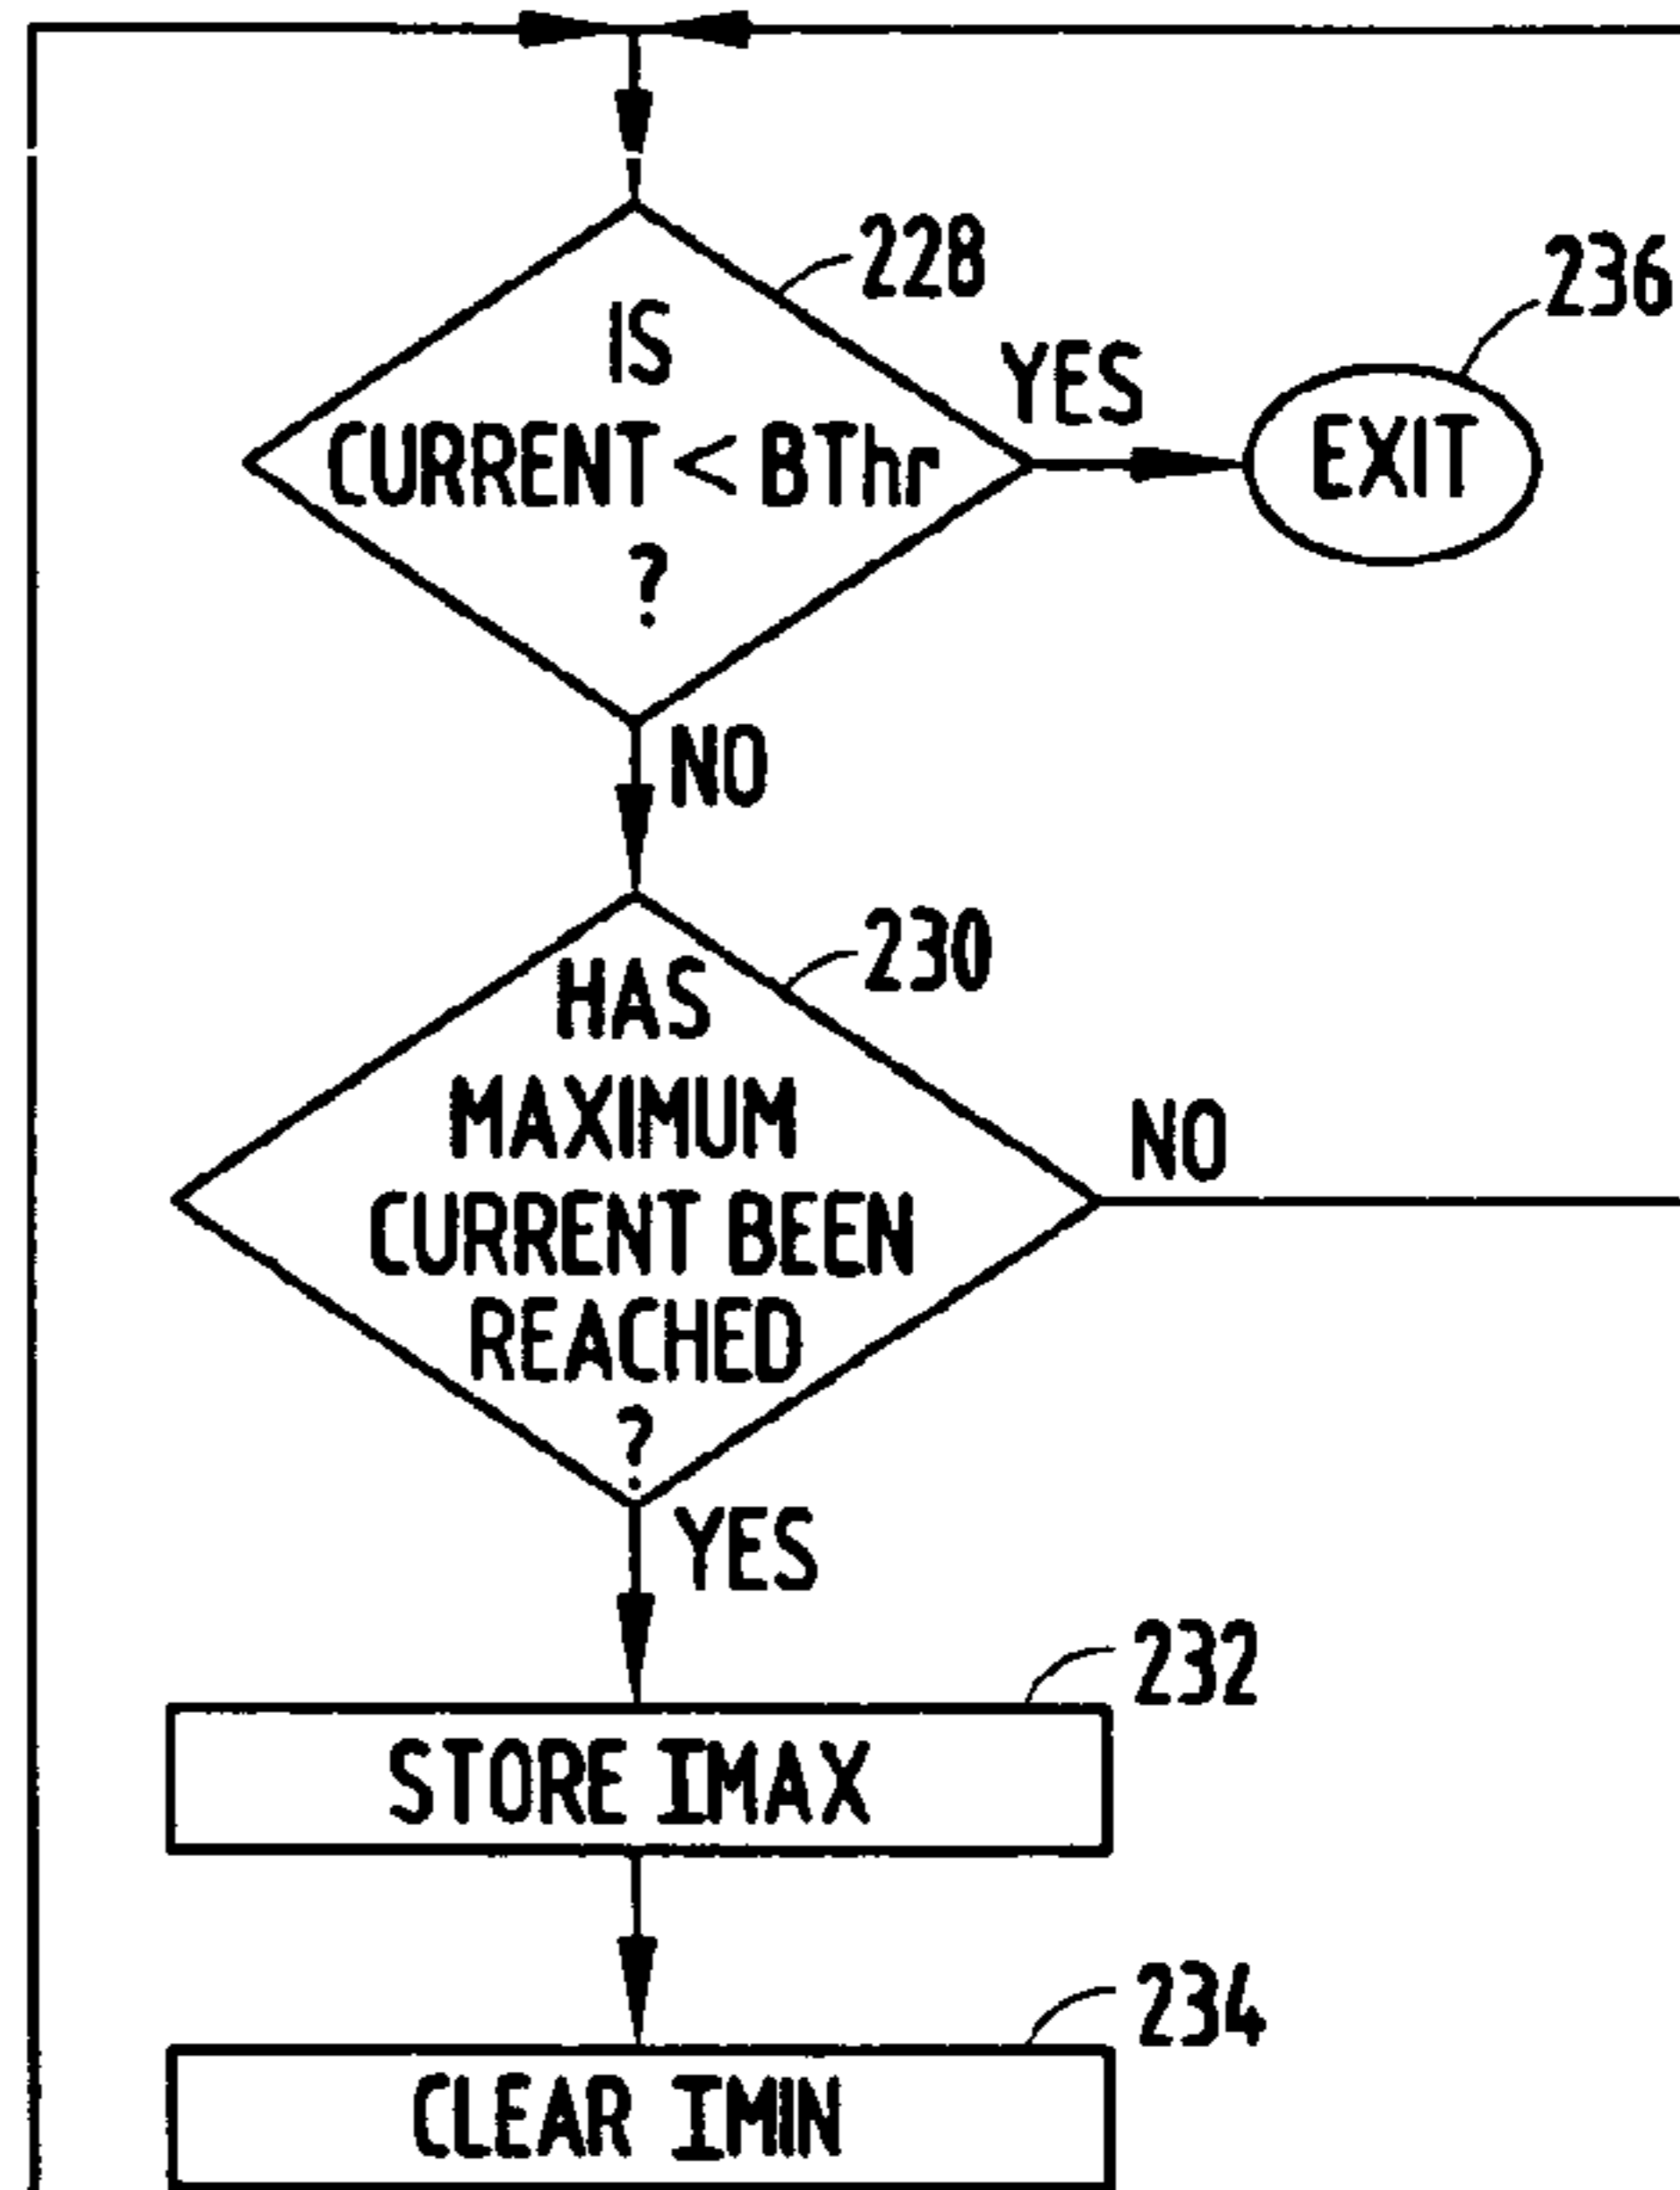 228
236
IS
CURRENT < BThr
?
YES
EXIT
NO
230
HAS
MAXIMUM
CURRENT BEEN
REACHED
?
NO
YES
232
STORE IMAX
234
CLEAR IMIN